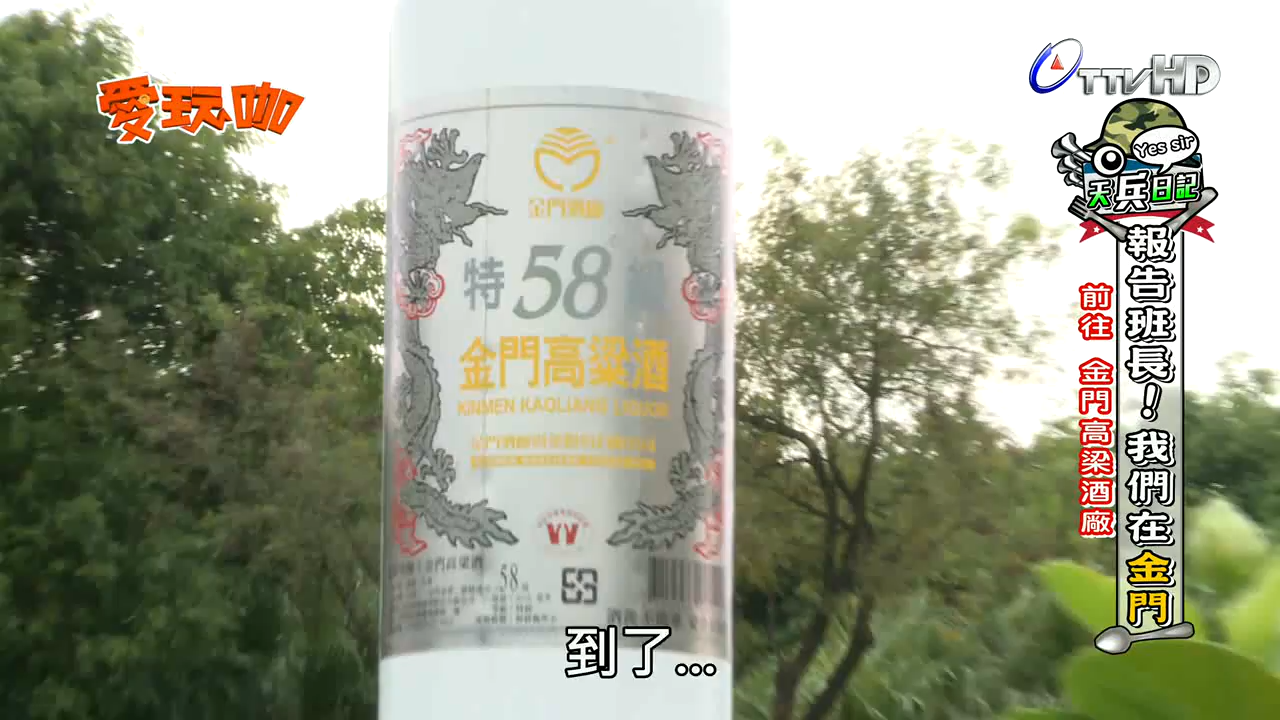 愛玩咖
TTV HD
Yes sir
天兵日記
報告班長！我們在金門
前往 金門高梁酒廠
金門酒廠
特58級
金門高粱酒
KINMEN KAOLIANG LIQUOR
58
到了...